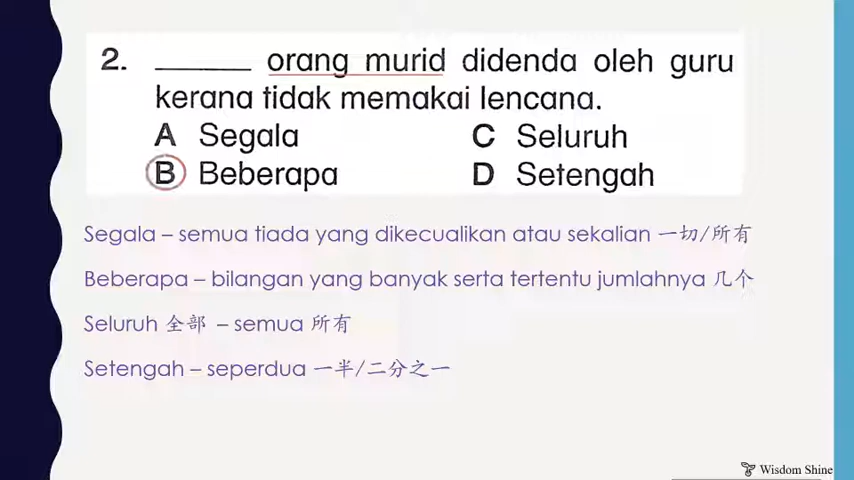 2. ______ orang murid didenda oleh guru
kerana tidak memakai lencana.
A Segala C Seluruh
B Beberapa D Setengah
Segala – semua tiada yang dikecualikan atau sekalian 一切/所有
Beberapa – bilangan yang banyak serta tertentu jumlahnya 几个
Seluruh 全部 – semua 所有
Setengah – seperdua 一半/二分之一
Wisdom Shine